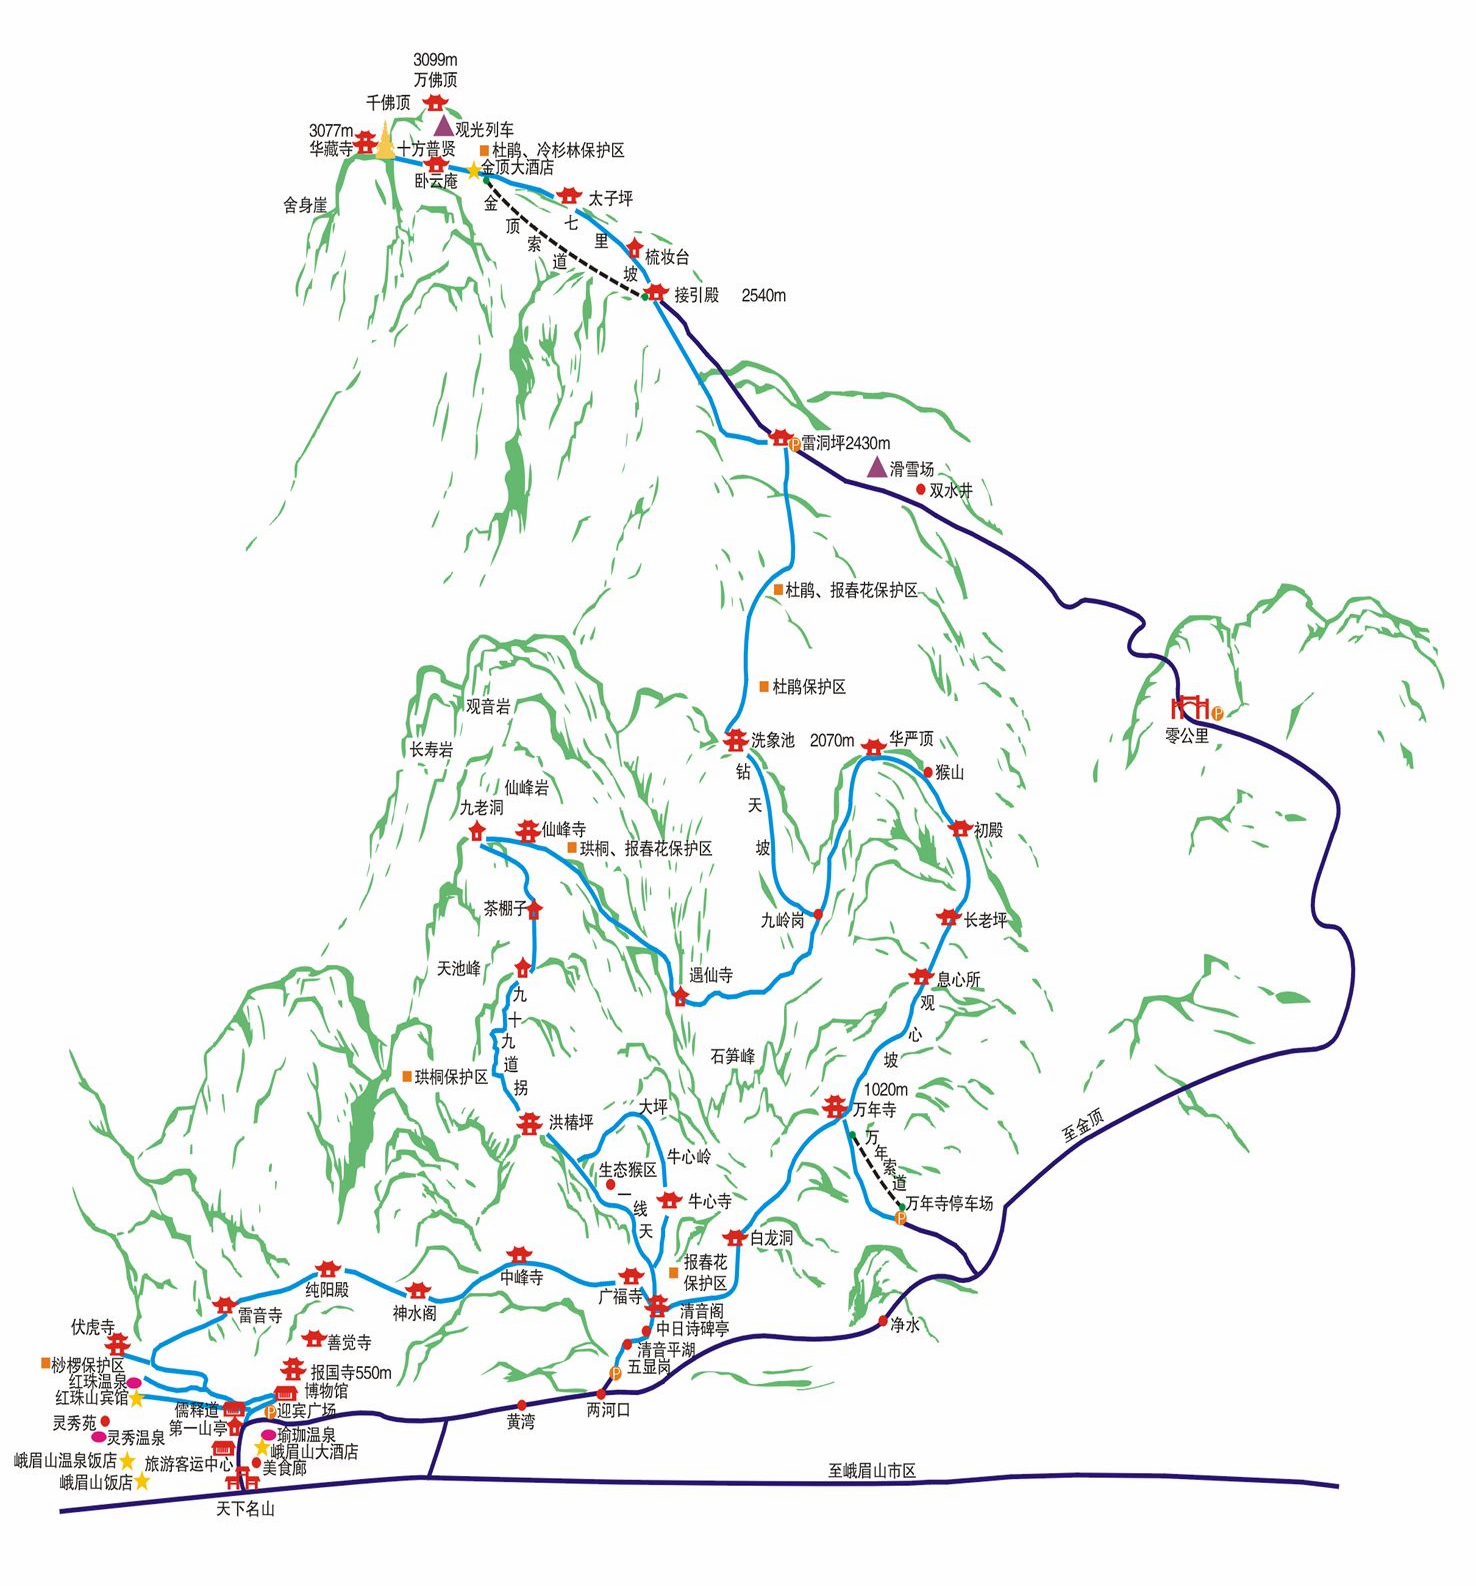 3099m
万佛顶
千佛顶
3077m
华藏寺
观光列车
十方普贤
杜鹃、冷杉林保护区
金顶大酒店
卧云庵
舍身崖
太子坪
金顶索道
七里坡
梳妆台
接引殿
2540m
雷洞坪2430m
滑雪场
双水井
杜鹃、报春花保护区
杜鹃保护区
观音岩
长寿岩
洗象池
2070m
华严顶
零公里
猴山
钻天坡
仙峰岩
九老洞
仙峰寺
珙桐、报春花保护区
初殿
茶棚子
九岭岗
长老坪
天池峰
遇仙寺
息心所
九十九道拐
观心坡
石笋峰
珙桐保护区
1020m
万年寺
大坪
洪椿坪
至金顶
万年索道
牛心岭
生态猴区
一线天
牛心寺
万年寺停车场
白龙洞
报春花
保护区
纯阳殿
中峰寺
神水阁
广福寺
清音阁
雷音寺
中日诗碑亭
净水
伏虎寺
善觉寺
清音平湖
桫椤保护区
报国寺550m
五显岗
红珠温泉
博物馆
红珠山宾馆
儒释道
迎宾广场
两河口
黄湾
灵秀苑
第一山亭
灵秀温泉
瑜珈温泉
峨眉山大酒店
峨眉山温泉饭店
旅游客运中心
美食廊
至峨眉山市区
峨眉山饭店
天下名山
P
P
P
P
P